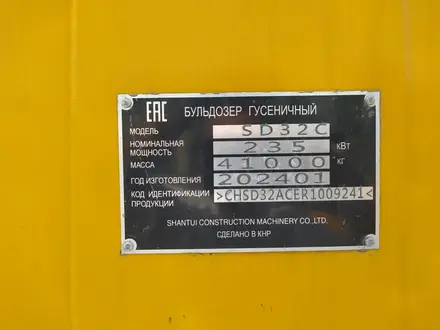 EAC БУЛЬДОЗЕР ГУСЕНИЧНЫЙ
МОДЕЛЬ SD32C
НОМИНАЛЬНАЯ МОЩНОСТЬ 235 кВт
МАССА 41000 кг
ГОД ИЗГОТОВЛЕНИЯ 202401
КОД ИДЕНТИФИКАЦИИ ПРОДУКЦИИ >CHSD32ACER1009241<
SHANTUI CONSTRUCTION MACHINERY CO.,LTD.
СДЕЛАНО В КНР